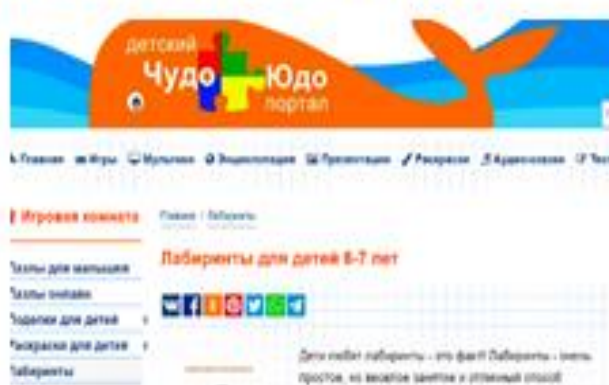 детский
Чудо Юдо
портал
Главная Игры Мультики Энциклопедия Презентации Раскраски Аудиосказки
Игровая комната
Главная / Лабиринты
Лабиринты для детей 6-7 лет
Пазлы для малышей
Пазлы онлайн
Поделки для детей
Раскраски для детей
Лабиринты
Дети любят лабиринты - это факт! Лабиринты - очень
простое, но веселое занятие и отличный способ